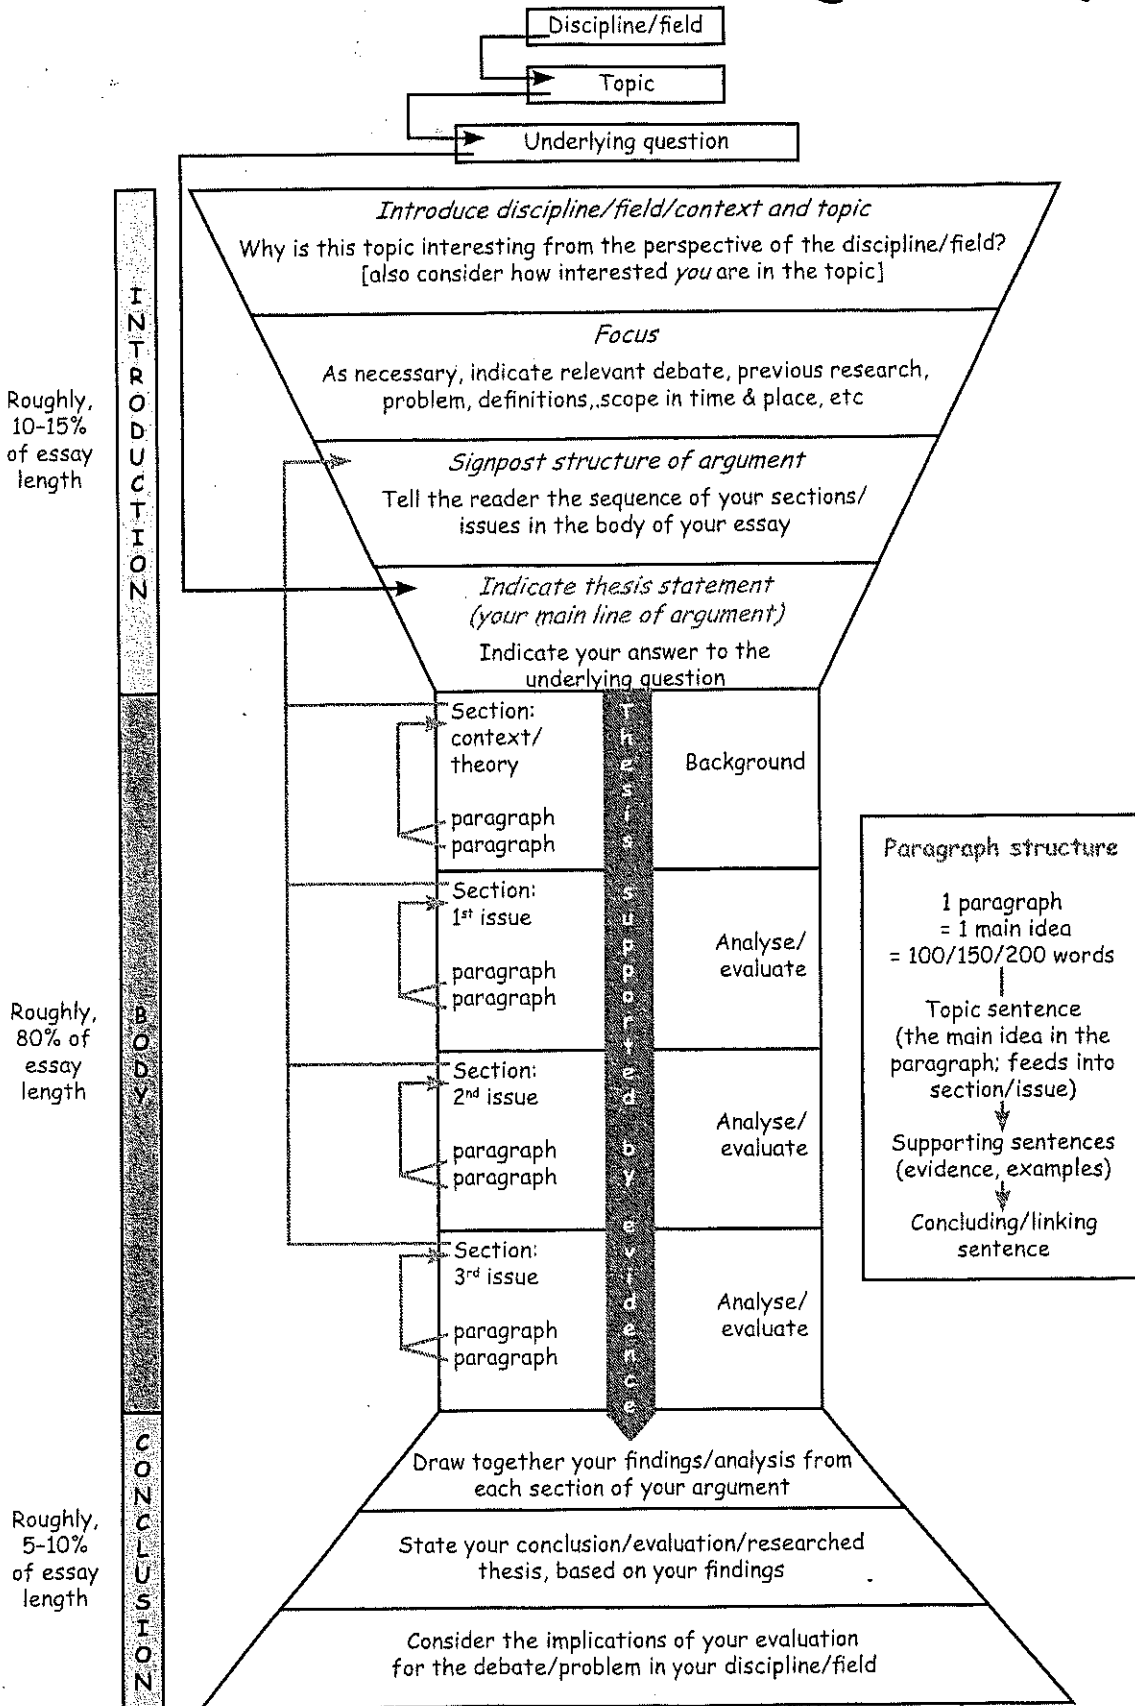 Discipline/field
Topic
Underlying question
Introduce discipline/field/context and topic
Why is this topic interesting from the perspective of the discipline/field?
[also consider how interested you are in the topic]
Focus
As necessary, indicate relevant debate, previous research,
problem, definitions, scope in time & place, etc
Signpost structure of argument
Tell the reader the sequence of your sections/
issues in the body of your essay
Indicate thesis statement
(your main line of argument)
Indicate your answer to the
underlying question
INTRODUCTION
Roughly,
10-15%
of essay
length
Section:
context/
theory
paragraph
paragraph
Background
Section:
1st issue
paragraph
paragraph
Analyse/
evaluate
Section:
2nd issue
paragraph
paragraph
Analyse/
evaluate
Section:
3rd issue
paragraph
paragraph
Analyse/
evaluate
Thesis supported by evidence
BODY
Roughly,
80% of
essay
length
Paragraph structure
1 paragraph
= 1 main idea
= 100/150/200 words
Topic sentence
(the main idea in the
paragraph; feeds into
section/issue)
Supporting sentences
(evidence, examples)
Concluding/linking
sentence
Draw together your findings/analysis from
each section of your argument
State your conclusion/evaluation/researched
thesis, based on your findings
Consider the implications of your evaluation
for the debate/problem in your discipline/field
CONCLUSION
Roughly,
5-10%
of essay
length